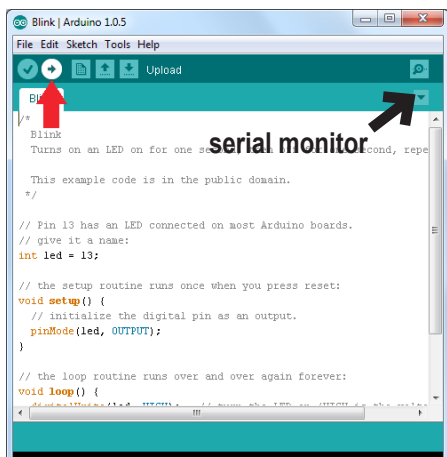 Blink | Arduino 1.0.5
File Edit Sketch Tools Help
Upload
/*
Blink
Turns on an LED on for one second, repe
serial monitor
This example code is in the public domain.
*/
// Pin 13 has an LED connected on most Arduino boards.
// give it a name:
int led = 13;
// the setup routine runs once when you press reset:
void setup() {
// initialize the digital pin as an output.
pinMode(led, OUTPUT);
}
// the loop routine runs over and over again forever:
void loop() {